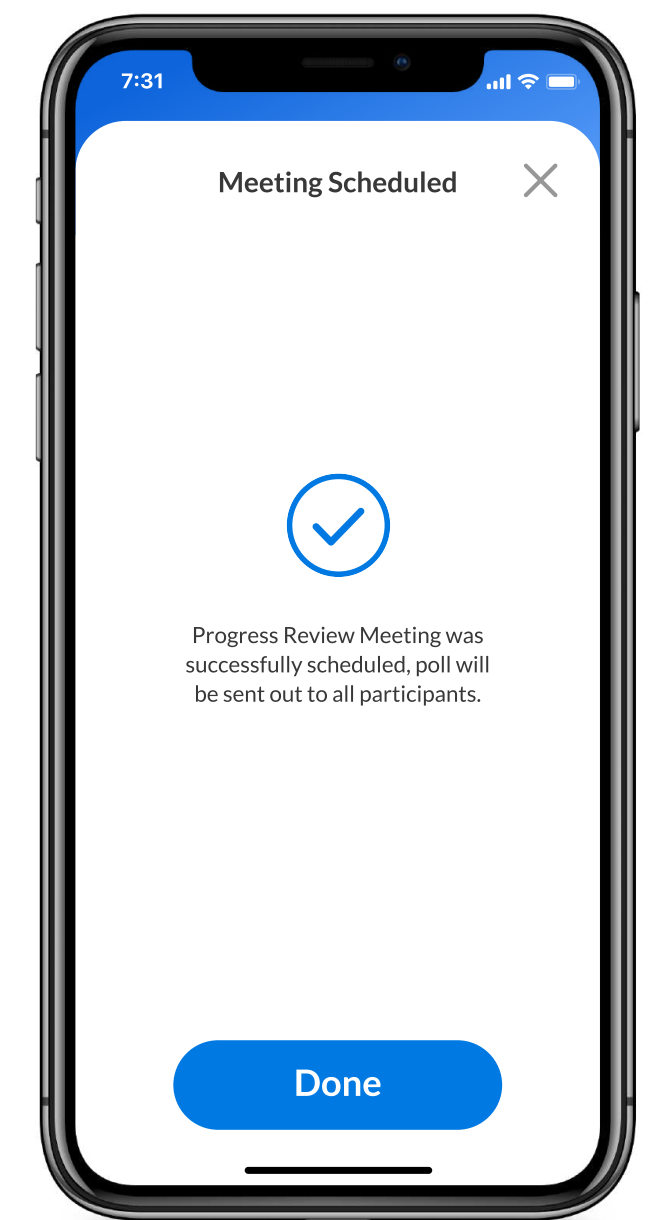 7:31
Meeting Scheduled
Progress Review Meeting was
successfully scheduled, poll will
be sent out to all participants.
Done